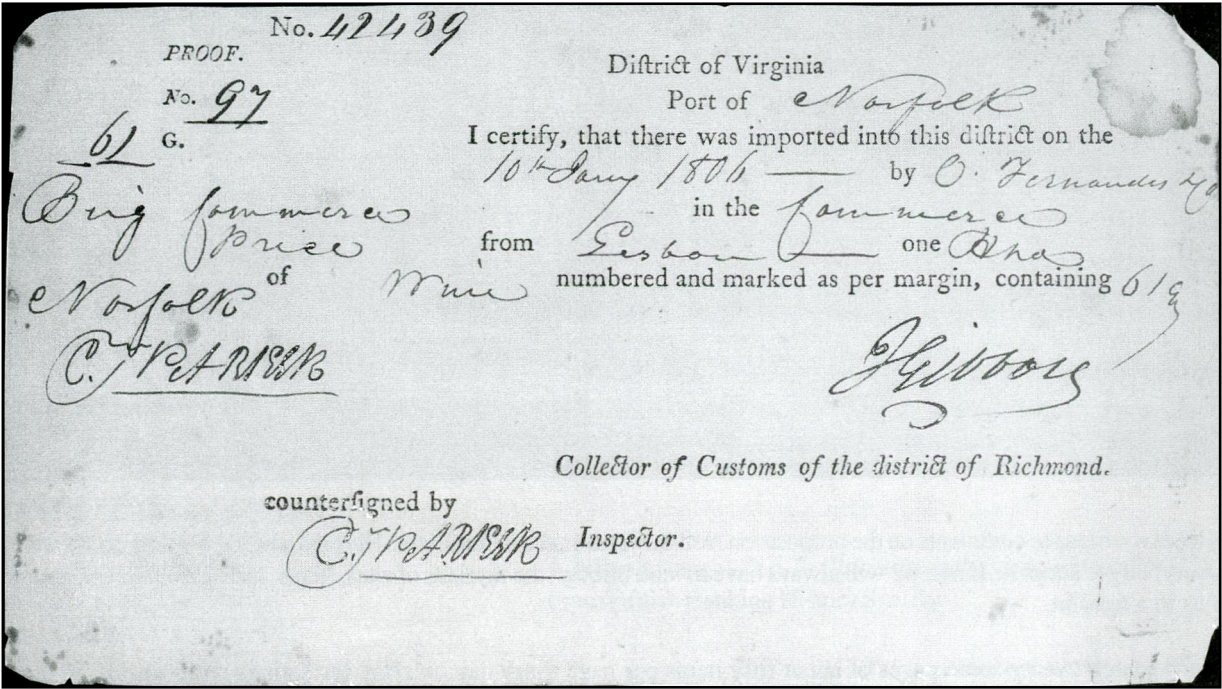 No. 42439
PROOF.
No. 97
61 G.
Brig Commerce
Price
Norfolk
C. PARKER
Diſtrict of Virginia
Port of Norfolk
I certify, that there was imported into this diſtrict on the
10th Jany 1806 — by O. Fernandes
in the Commerce
from Lisbon — one
of Wine numbered and marked as per margin, containing 61 g
J Gibbons
Collector of Customs of the diſtrict of Richmond.
counterſigned by
C. PARKER Inspector.